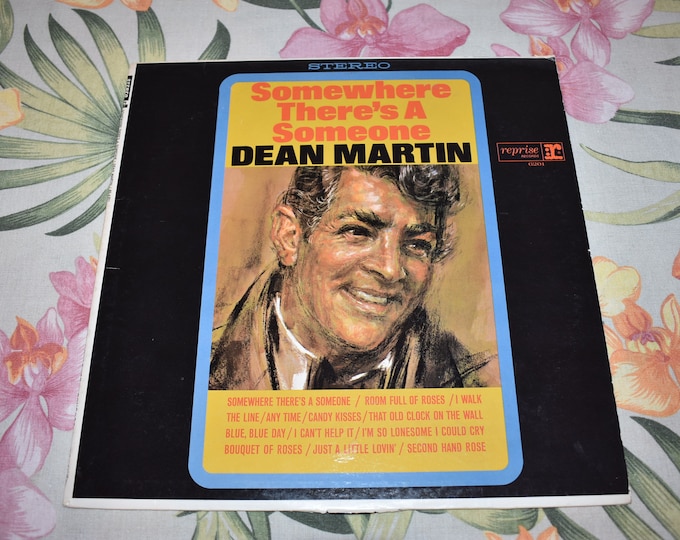 STEREO
Somewhere
There's A
Someone
DEAN MARTIN
reprise
RECORDS
6201
SOMEWHERE THERE'S A SOMEONE / ROOM FULL OF ROSES / I WALK
THE LINE / ANY TIME / CANDY KISSES / THAT OLD CLOCK ON THE WALL
BLUE, BLUE DAY / I CAN'T HELP IT / I'M SO LONESOME I COULD CRY
BOUQUET OF ROSES / JUST A LITTLE LOVIN' / SECOND HAND ROSE